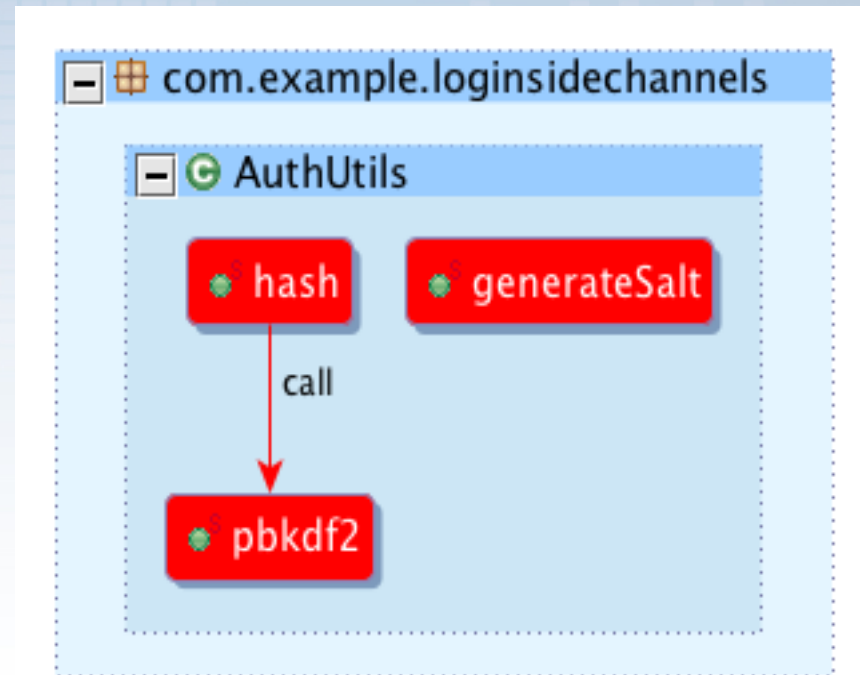 com.example.loginsidechannels
AuthUtils
hash
generateSalt
call
pbkdf2